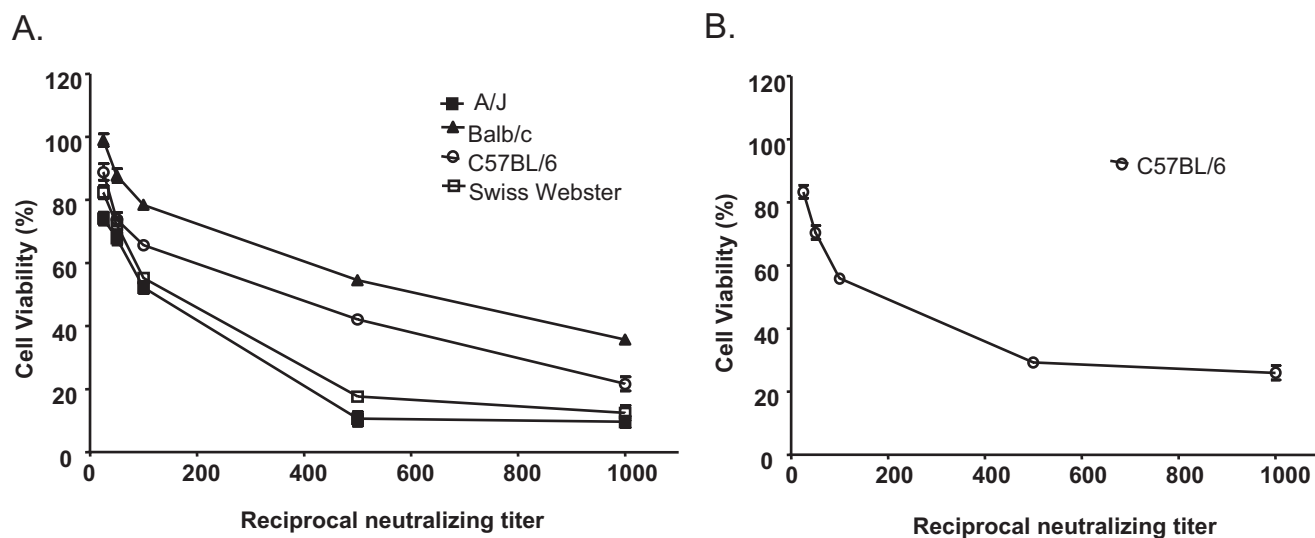 A.
Cell Viability (%)
120
100
80
60
40
20
0
0 200 400 600 800 1000
Reciprocal neutralizing titer
A/J
Balb/c
C57BL/6
Swiss Webster
B.
Cell Viability (%)
120
100
80
60
40
20
0
0 200 400 600 800 1000
Reciprocal neutralizing titer
C57BL/6